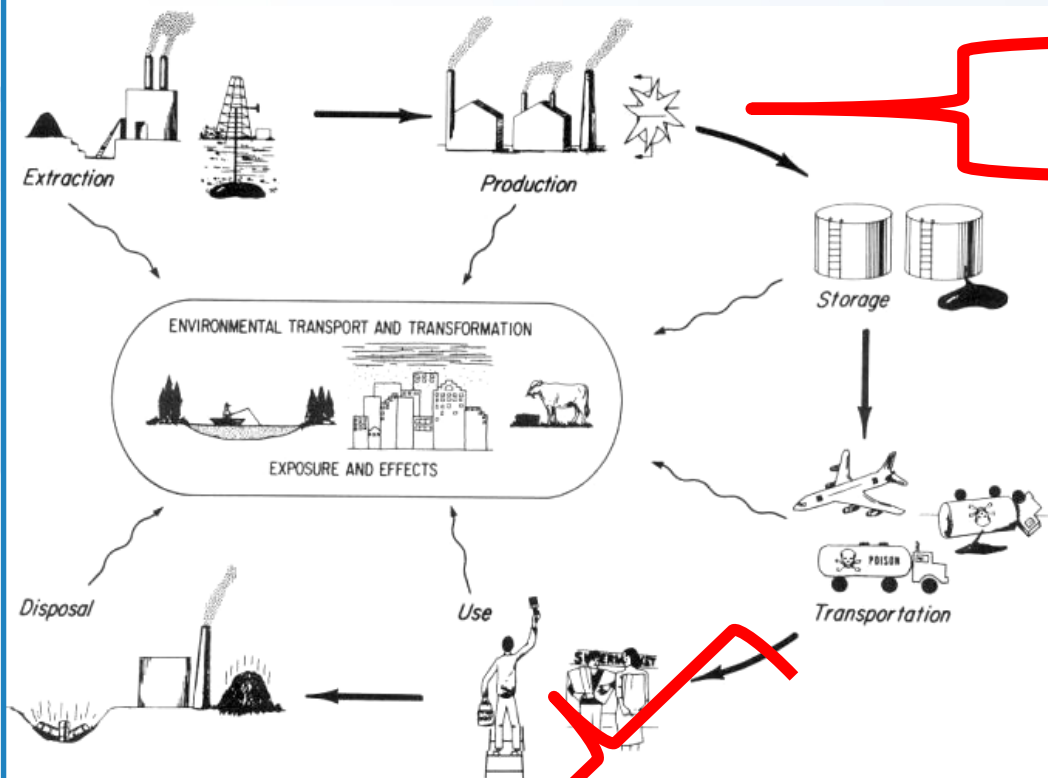 Extraction
Production
Storage
ENVIRONMENTAL TRANSPORT AND TRANSFORMATION
EXPOSURE AND EFFECTS
POISON
Transportation
Disposal
Use